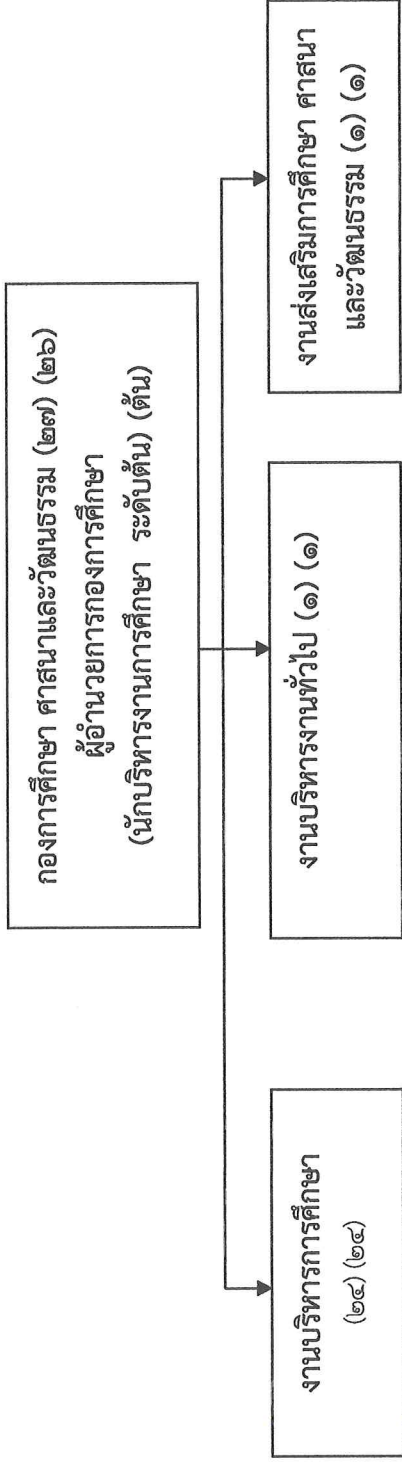 กองการศึกษา ศาสนาและวัฒนธรรม (๒๗) (๒๖)
ผู้อำนวยการกองการศึกษา
(นักบริหารงานการศึกษา ระดับต้น) (ต้น)
งานบริหารการศึกษา
(๒๔) (๒๔)
งานบริหารงานทั่วไป (๑) (๑)
งานส่งเสริมการศึกษา ศาสนา
และวัฒนธรรม (๑) (๑)